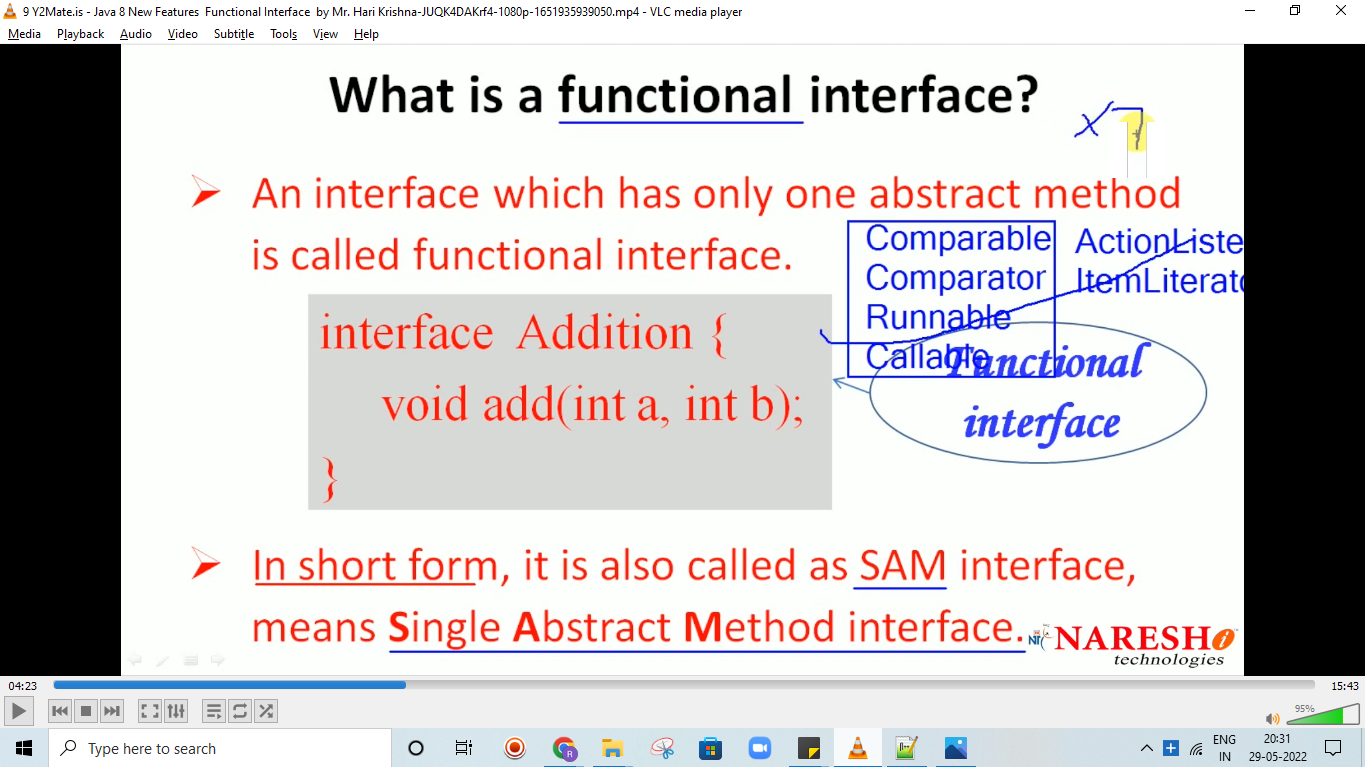 9 Y2Mate.is - Java 8 New Features  Functional Interface  by Mr. Hari Krishna-JUQK4DAKrf4-1080p-1651935939050.mp4 - VLC media player
Media Playback Audio Video Subtitle Tools View Help
What is a functional interface?
An interface which has only one abstract method
is called functional interface.
Comparable
Comparator
Runnable
Callable
ActionListe
ItemLiterato
interface Addition {
void add(int a, int b);
}
Functional
interface
In short form, it is also called as SAM interface,
means Single Abstract Method interface.
NARESH i
technologies
04:23
15:43
95%
Type here to search
ENG
IN
20:31
29-05-2022